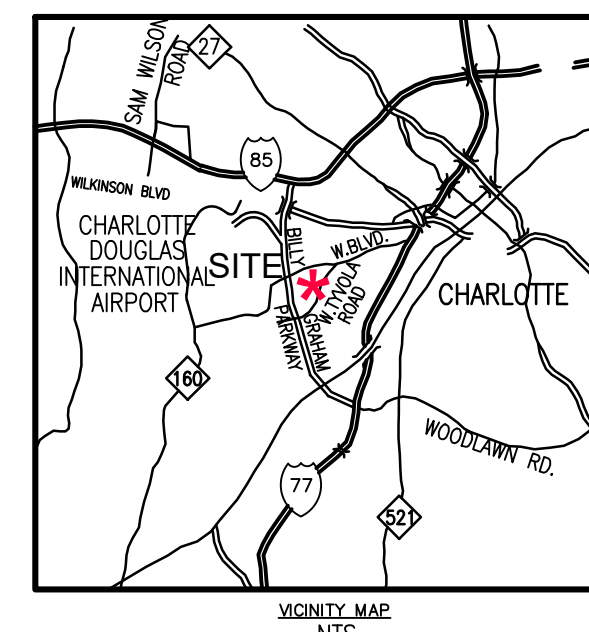 SAM WILSON
ROAD
27
85
WILKINSON BLVD
CHARLOTTE
DOUGLAS
INTERNATIONAL
AIRPORT
SITE
BILLY
GRAHAM
PARKWAY
W.BLVD.
W.TYVOLA
ROAD
CHARLOTTE
160
WOODLAWN RD.
77
521
VICINITY MAP
NTS